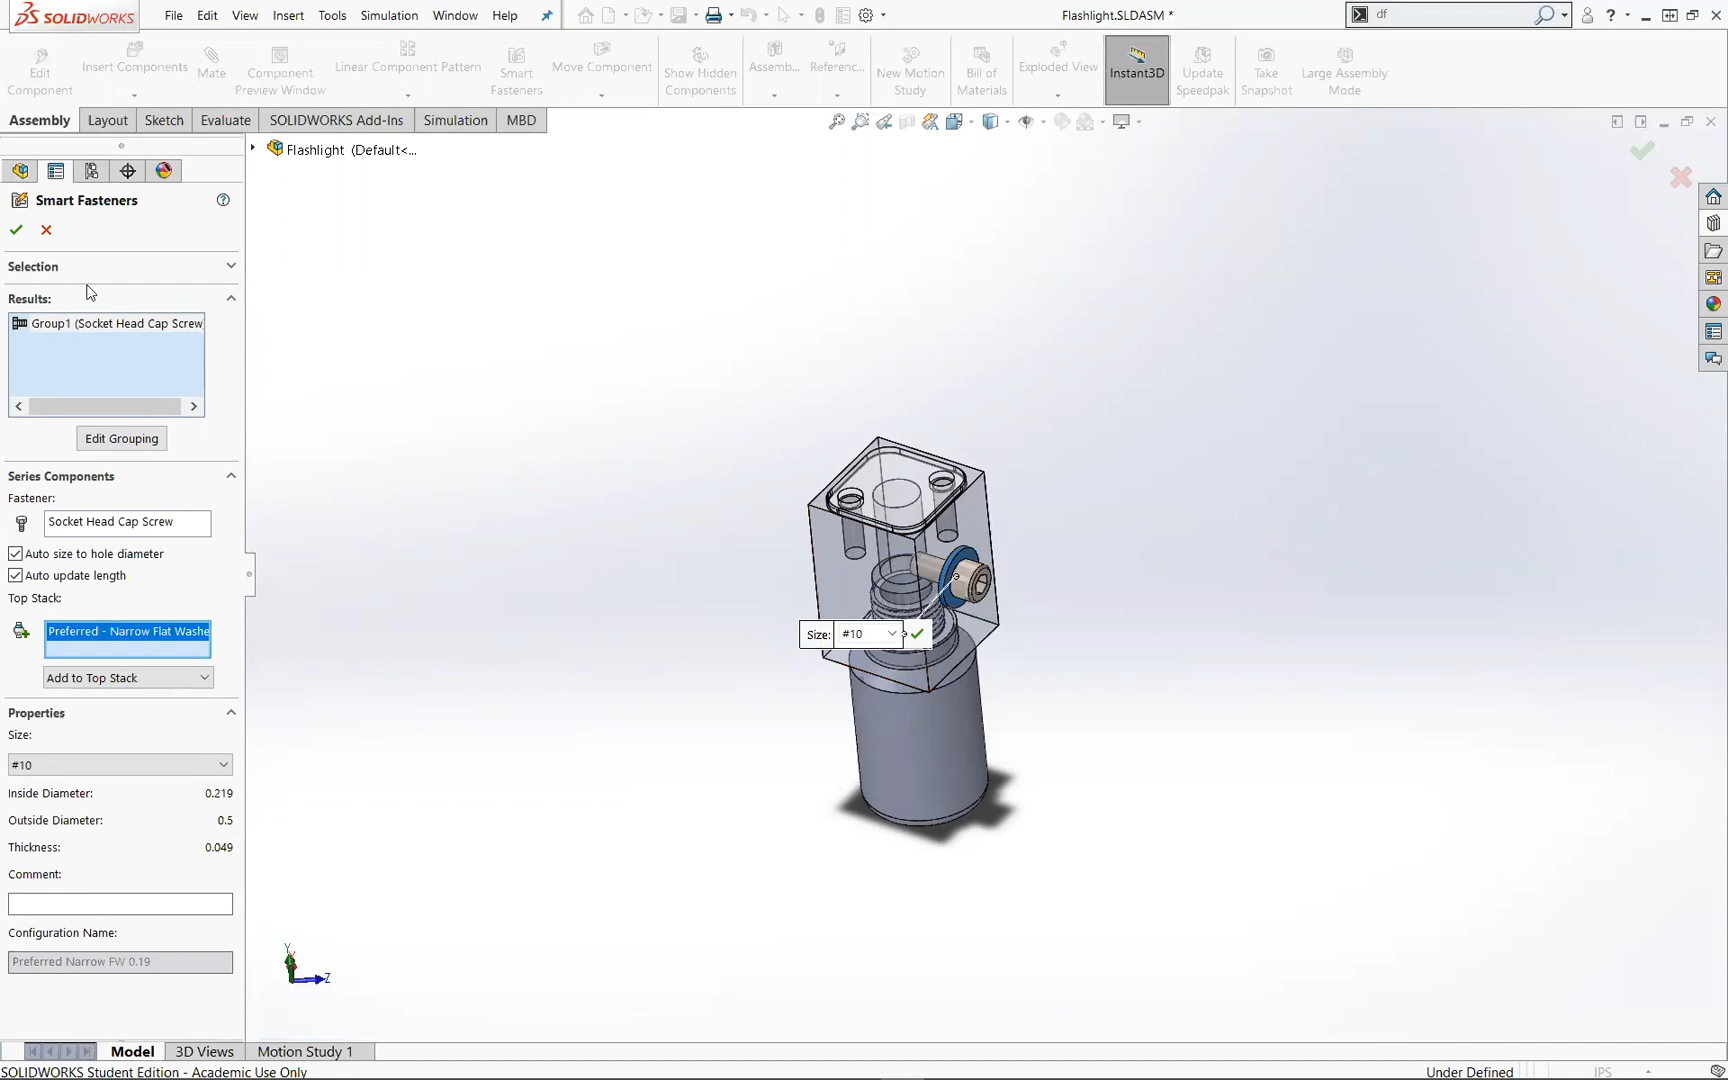 SOLIDWORKS File Edit View Insert Tools Simulation Window Help Flashlight.SLDASM * df ?
Edit Component
Insert Components
Mate
Component Preview Window
Linear Component Pattern
Smart Fasteners
Move Component
Show Hidden Components
Assemb...
Referenc...
New Motion Study
Bill of Materials
Exploded View
Instant3D
Update Speedpak
Take Snapshot
Large Assembly Mode
Assembly Layout Sketch Evaluate SOLIDWORKS Add-Ins Simulation MBD
Flashlight (Default<...
Smart Fasteners
Selection
Results:
Group1 (Socket Head Cap Screw
Edit Grouping
Series Components
Fastener:
Socket Head Cap Screw
Auto size to hole diameter
Auto update length
Top Stack:
Preferred - Narrow Flat Washe
Size: #10
Add to Top Stack
Properties
Size:
#10
Inside Diameter: 0.219
Outside Diameter: 0.5
Thickness: 0.049
Comment:
Configuration Name:
Preferred Narrow FW 0.19
Y
Z
Model 3D Views Motion Study 1
SOLIDWORKS Student Edition - Academic Use Only Under Defined IPS